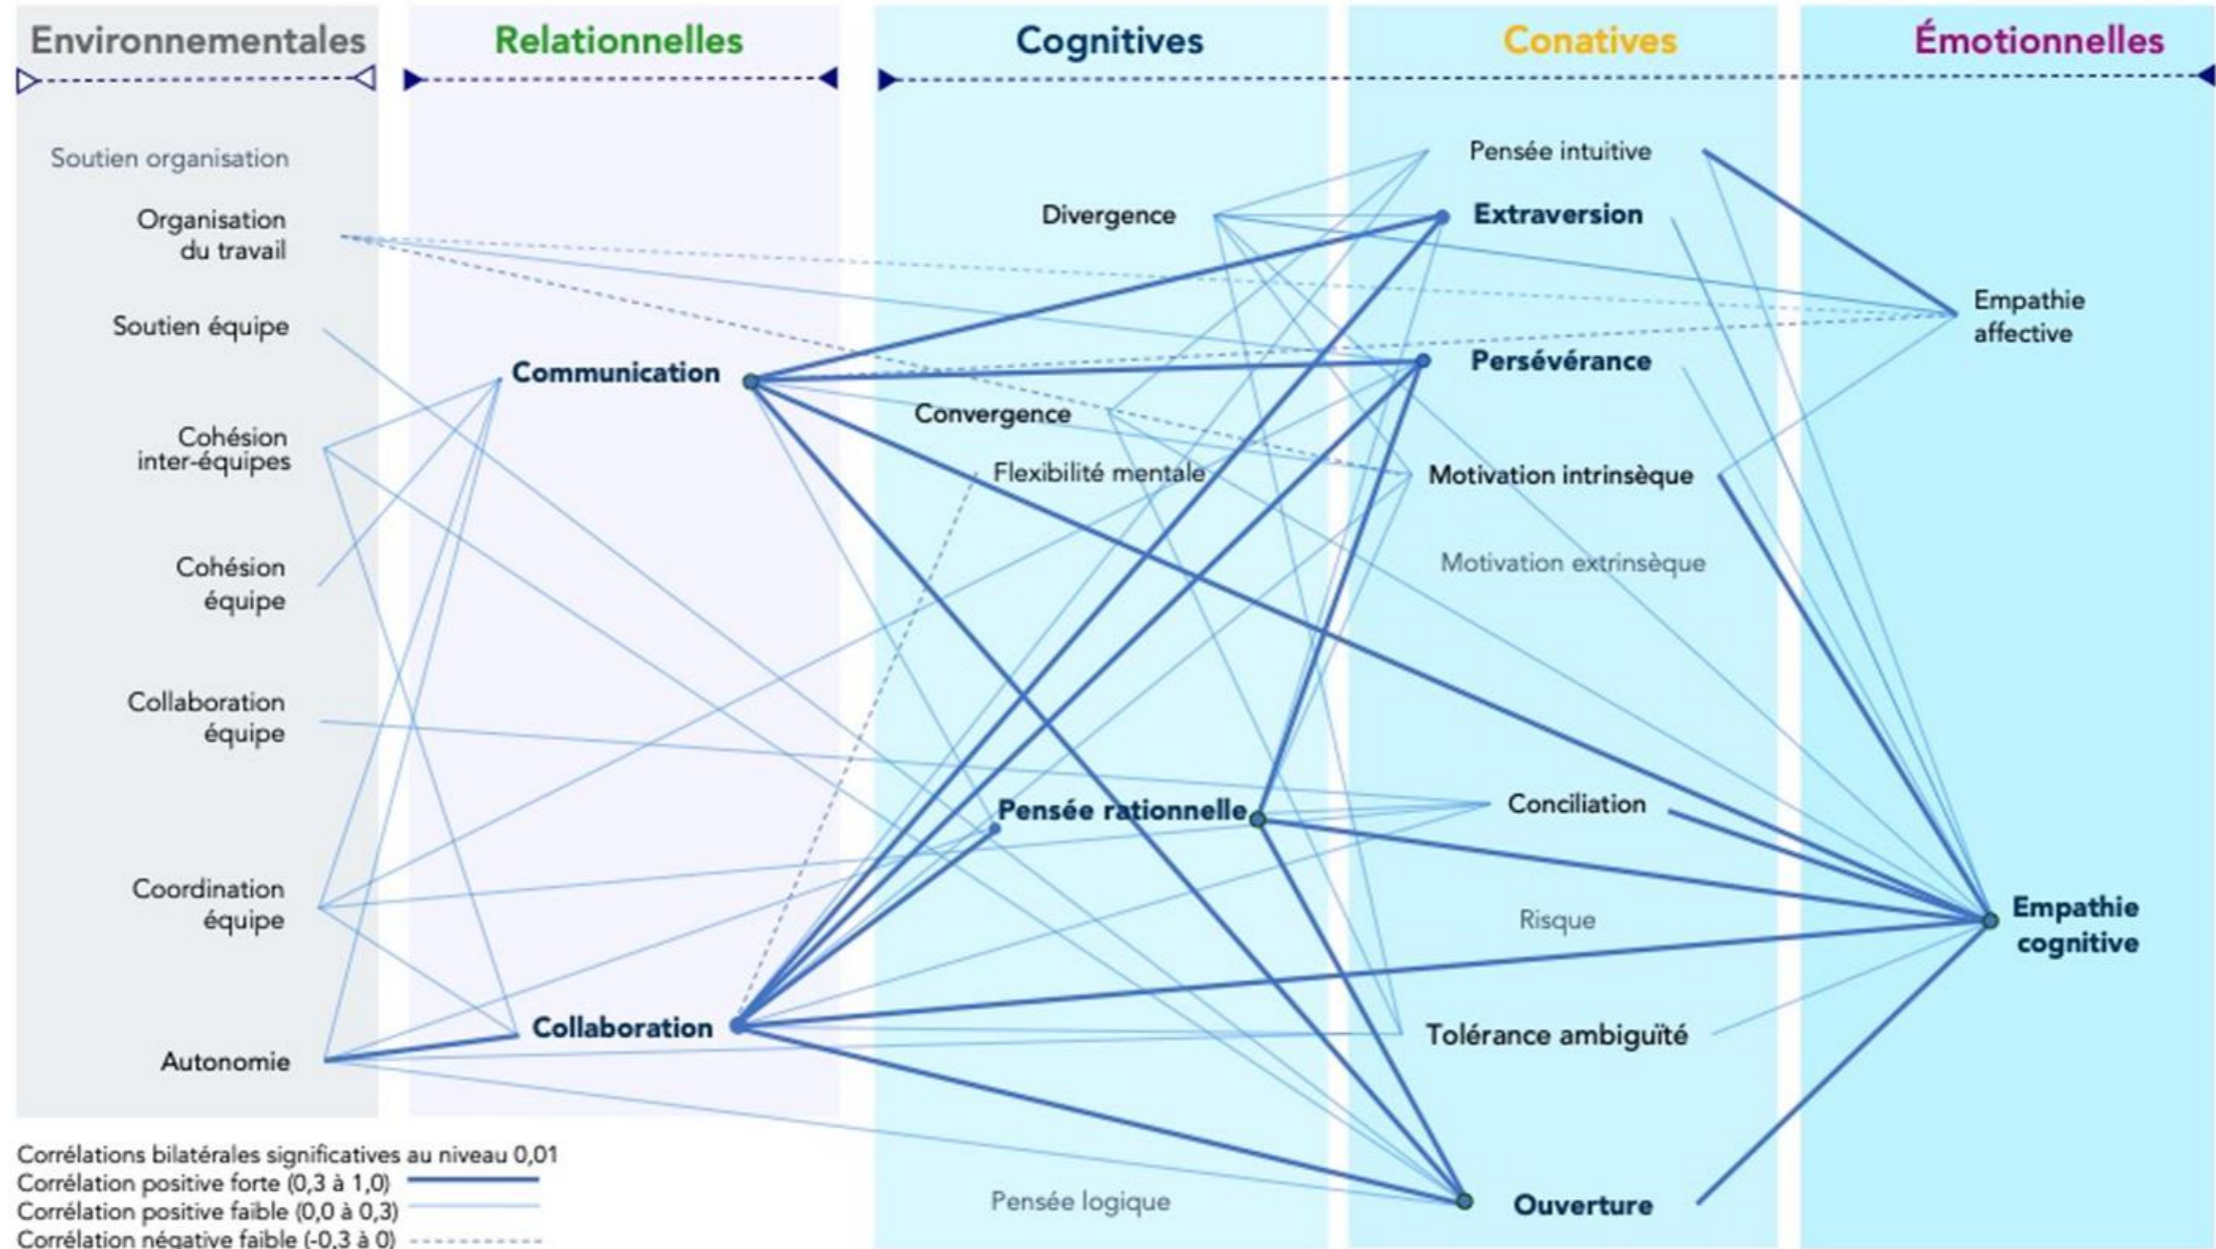 Environnementales
Relationnelles
Cognitives
Conatives
Émotionnelles
Soutien organisation
Organisation
du travail
Soutien équipe
Cohésion
inter-équipes
Cohésion
équipe
Collaboration
équipe
Coordination
équipe
Autonomie
Communication
Collaboration
Divergence
Convergence
Flexibilité mentale
Pensée rationnelle
Pensée logique
Pensée intuitive
Extraversion
Persévérance
Motivation intrinsèque
Motivation extrinsèque
Conciliation
Risque
Tolérance ambiguïté
Ouverture
Empathie
affective
Empathie
cognitive
Corrélations bilatérales significatives au niveau 0,01
Corrélation positive forte (0,3 à 1,0)
Corrélation positive faible (0,0 à 0,3)
Corrélation négative faible (-0,3 à 0)